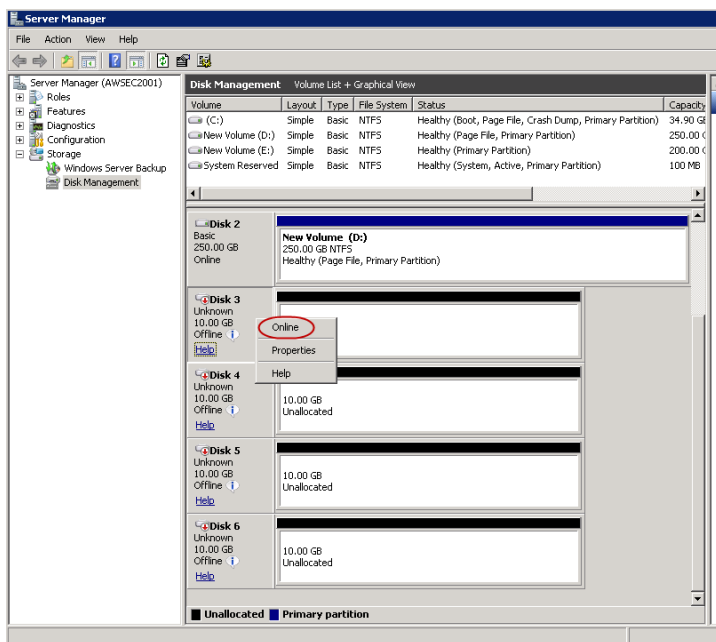 Server Manager
File Action View Help
Server Manager (AWSEC2001)
Roles
Features
Diagnostics
Configuration
Storage
Windows Server Backup
Disk Management
Disk Management Volume List + Graphical View
Volume Layout Type File System Status Capacity
(C:) Simple Basic NTFS Healthy (Boot, Page File, Crash Dump, Primary Partition) 34.90 GB
New Volume (D:) Simple Basic NTFS Healthy (Page File, Primary Partition) 250.00
New Volume (E:) Simple Basic NTFS Healthy (Primary Partition) 200.00
System Reserved Simple Basic NTFS Healthy (System, Active, Primary Partition) 100 MB
Disk 2
Basic
250.00 GB
Online
New Volume (D:)
250.00 GB NTFS
Healthy (Page File, Primary Partition)
Disk 3
Unknown
10.00 GB
Offline
Help
Online
Properties
Help
Disk 4
Unknown
10.00 GB
Offline
Help
10.00 GB
Unallocated
Disk 5
Unknown
10.00 GB
Offline
Help
10.00 GB
Unallocated
Disk 6
Unknown
10.00 GB
Offline
Help
10.00 GB
Unallocated
Unallocated Primary partition